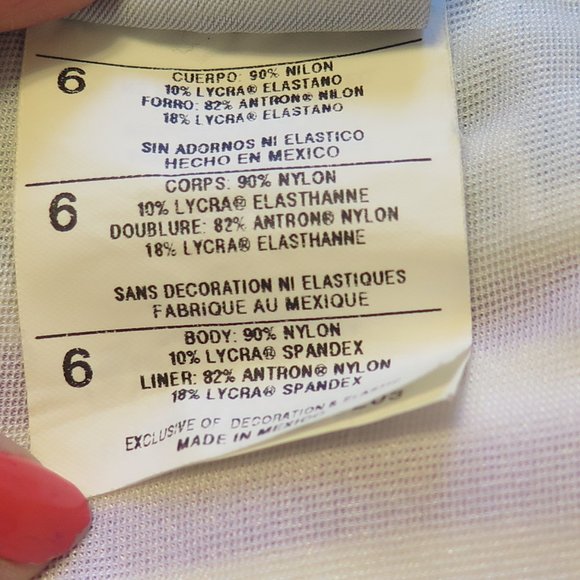 6
CUERPO: 90% NILON
10% LYCRA® ELASTANO
FORRO: 82% ANTRON® NILON
18% LYCRA® ELASTANO
SIN ADORNOS NI ELASTICO
HECHO EN MEXICO
6
CORPS: 90% NYLON
10% LYCRA® ELASTHANNE
DOUBLURE: 82% ANTRON® NYLON
18% LYCRA® ELASTHANNE
SANS DECORATION NI ELASTIQUES
FABRIQUE AU MEXIQUE
6
BODY: 90% NYLON
10% LYCRA® SPANDEX
LINER: 82% ANTRON® NYLON
18% LYCRA® SPANDEX
EXCLUSIVE OF DECORATION & ELASTIC
MADE IN MEXICO